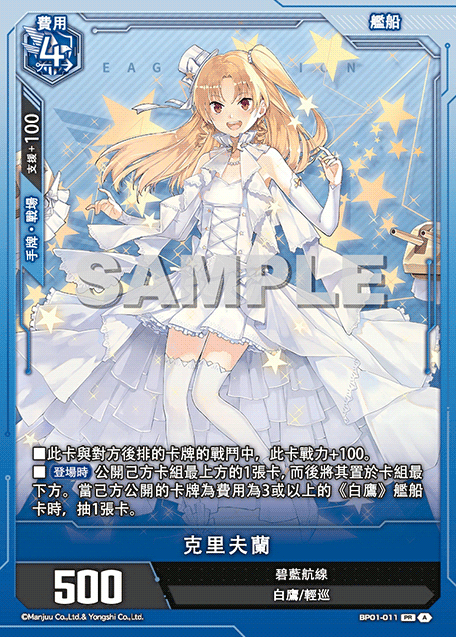 費用
4
艦船
EAGLE UNION
支援+100
手牌・戰場
SAMPLE
■此卡與對方後排的卡牌的戰鬥中，此卡戰力+100。
■ 登場時 公開己方卡組最上方的1張卡，而後將其置於卡組最
下方。當己方公開的卡牌為費用為3或以上的《白鷹》艦船
卡時，抽1張卡。
克里夫蘭
500
碧藍航線
白鷹/輕巡
©Manjuu Co.,Ltd.& Yongshi Co.,Ltd.
BP01-011 PR A